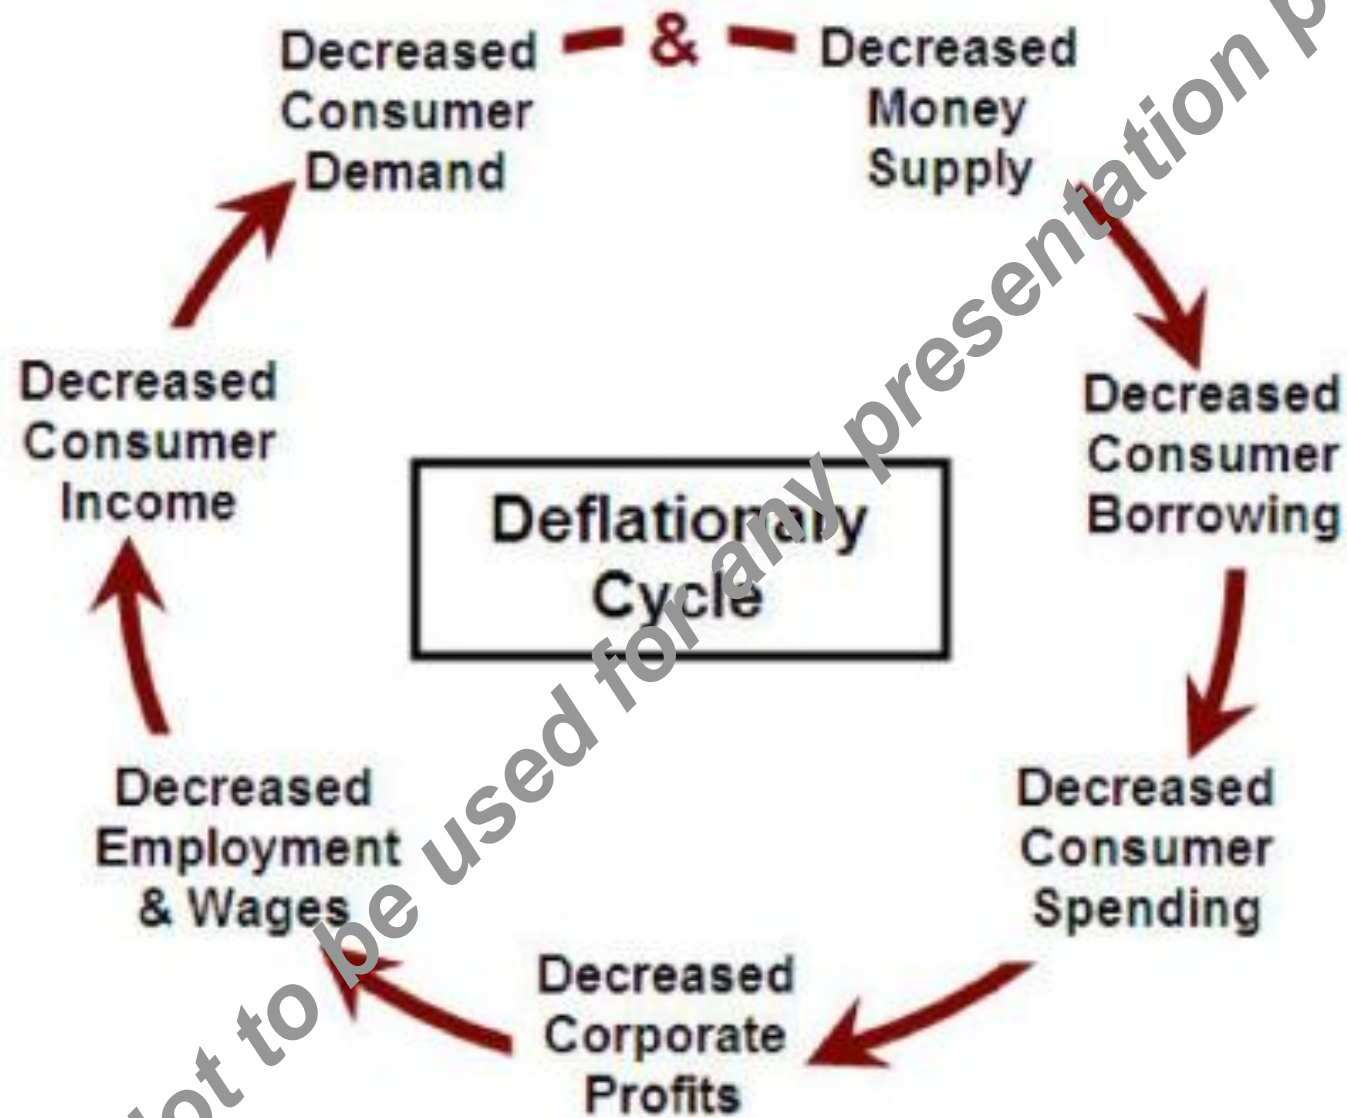 Decreased
Consumer
Demand
&
Decreased
Money
Supply
Decreased
Consumer
Borrowing
Decreased
Consumer
Spending
Decreased
Corporate
Profits
Decreased
Employment
& Wages
Decreased
Consumer
Income
Deflationary
Cycle
to be used for any presentation